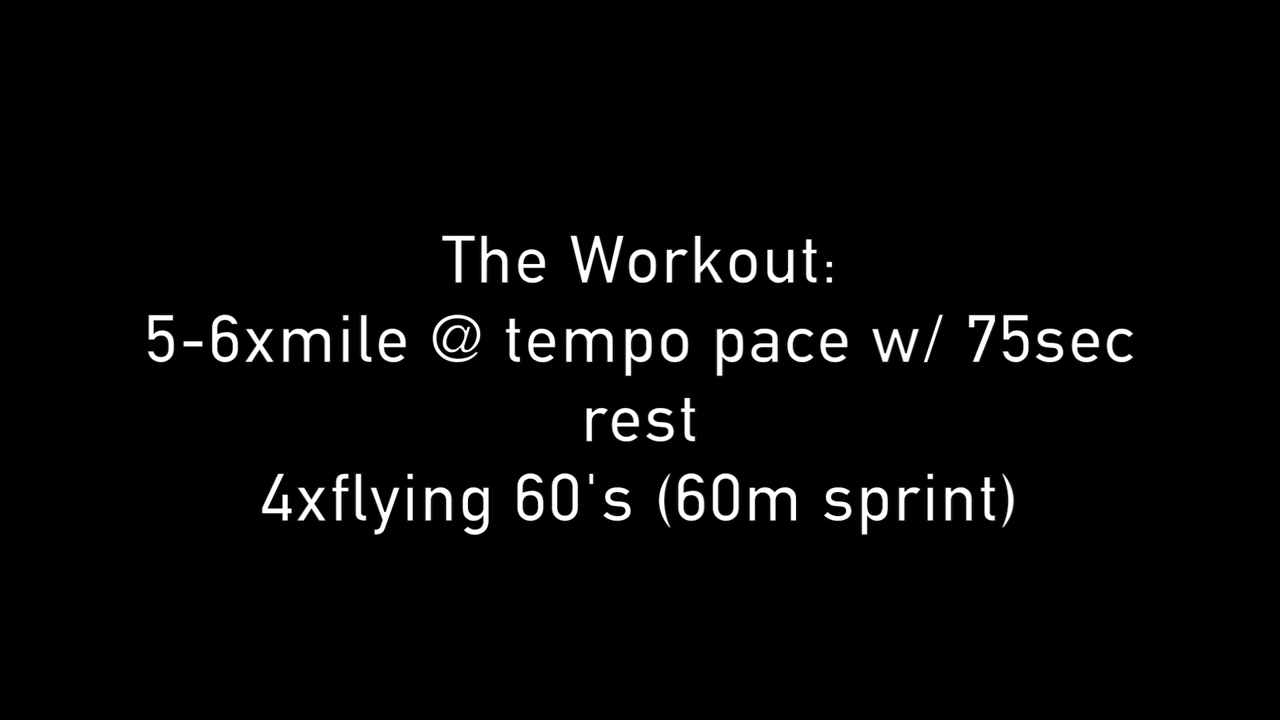 The Workout:
5-6xmile @ tempo pace w/ 75sec
rest
4xflying 60's (60m sprint)